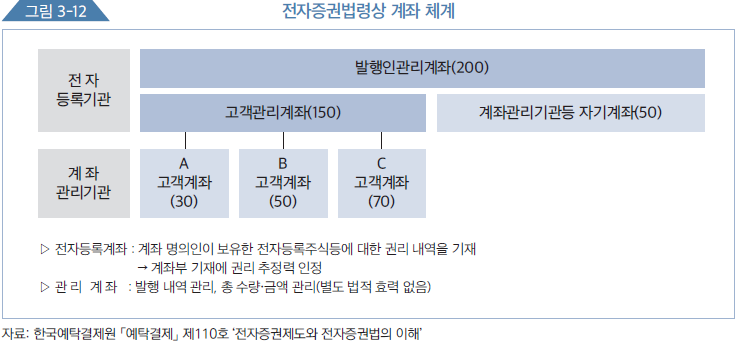 그림 3-12
전자증권법령상 계좌 체계
전 자
등록기관
발행인관리계좌(200)
고객관리계좌(150)
계좌관리기관등 자기계좌(50)
계 좌
관리기관
A
고객계좌
(30)
B
고객계좌
(50)
C
고객계좌
(70)
▷ 전자등록계좌 : 계좌 명의인이 보유한 전자등록주식등에 대한 권리 내역을 기재
→ 계좌부 기재에 권리 추정력 인정
▷ 관 리 계 좌 : 발행 내역 관리, 총 수량·금액 관리(별도 법적 효력 없음)
자료: 한국예탁결제원 「예탁결제」 제110호 ‘전자증권제도와 전자증권법의 이해’